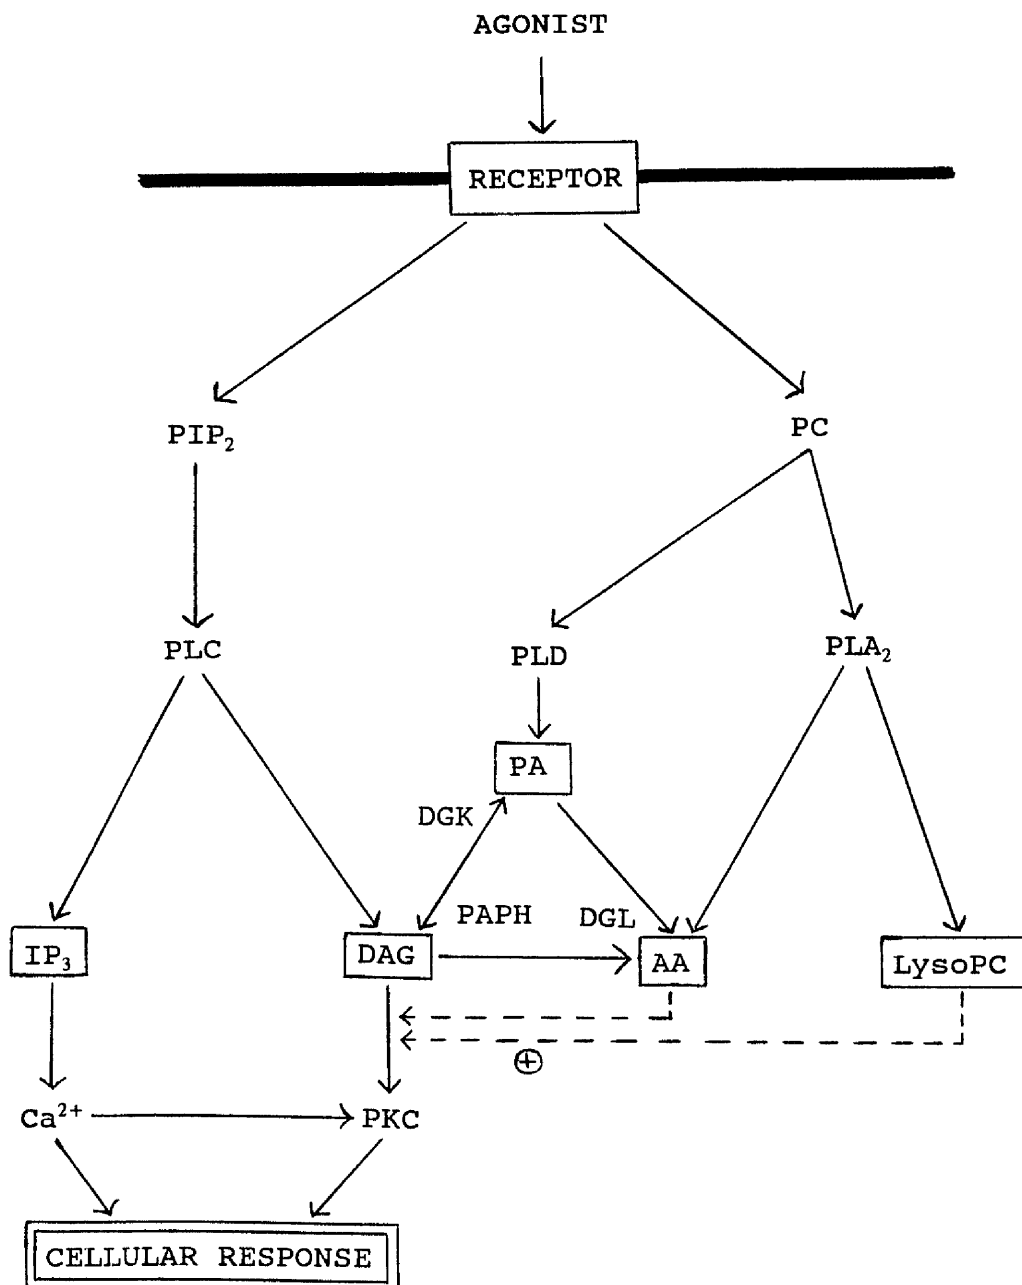 AGONIST
RECEPTOR
PIP₂
PC
PLC
PLD
PLA₂
PA
DGK
PAPH
DGL
IP₃
DAG
AA
LysoPC
⊕
Ca²⁺
PKC
CELLULAR RESPONSE